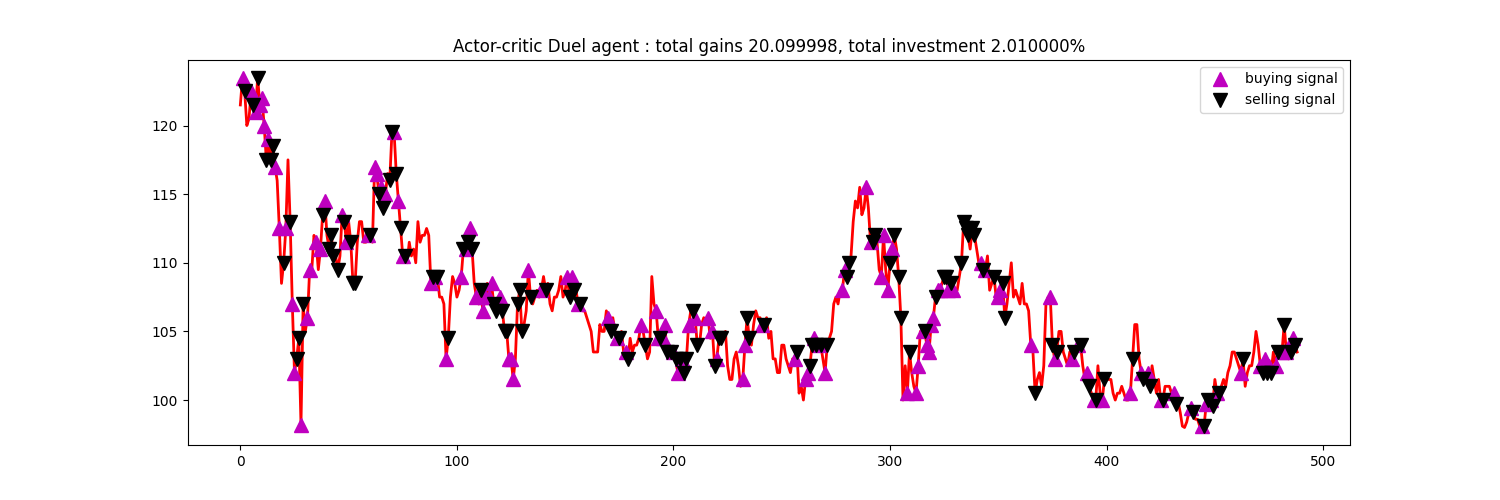 Actor-critic Duel agent : total gains 20.099998, total investment 2.010000%
buying signal
selling signal
120
115
110
105
100
0 100 200 300 400 500